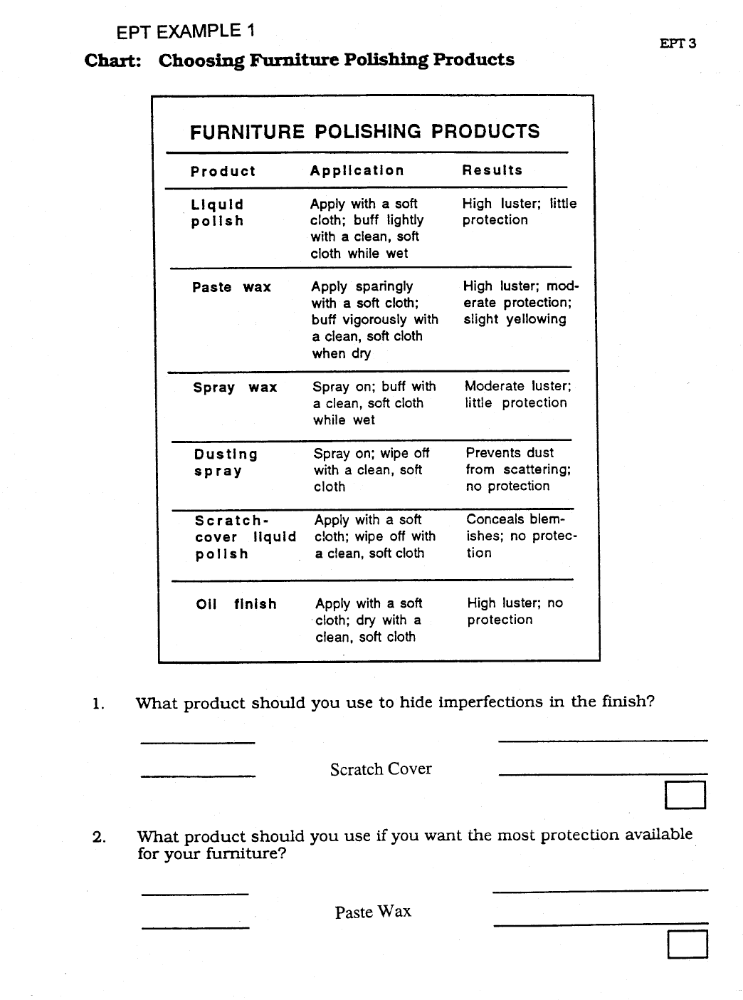 EPT EXAMPLE 1
EPT 3
Chart: Choosing Furniture Polishing Products
FURNITURE POLISHING PRODUCTS
Product Application Results
Liquid Apply with a soft High luster; little
polish cloth; buff lightly protection
with a clean, soft
cloth while wet
Paste wax Apply sparingly High luster; mod-
with a soft cloth; erate protection;
buff vigorously with slight yellowing
a clean, soft cloth
when dry
Spray wax Spray on; buff with Moderate luster;
a clean, soft cloth little protection
while wet
Dusting Spray on; wipe off Prevents dust
spray with a clean, soft from scattering;
cloth no protection
Scratch- Apply with a soft Conceals blem-
cover liquid cloth; wipe off with ishes; no protec-
polish a clean, soft cloth tion
Oil finish Apply with a soft High luster; no
cloth; dry with a protection
clean, soft cloth
1. What product should you use to hide imperfections in the finish?
Scratch Cover
2. What product should you use if you want the most protection available
for your furniture?
Paste Wax